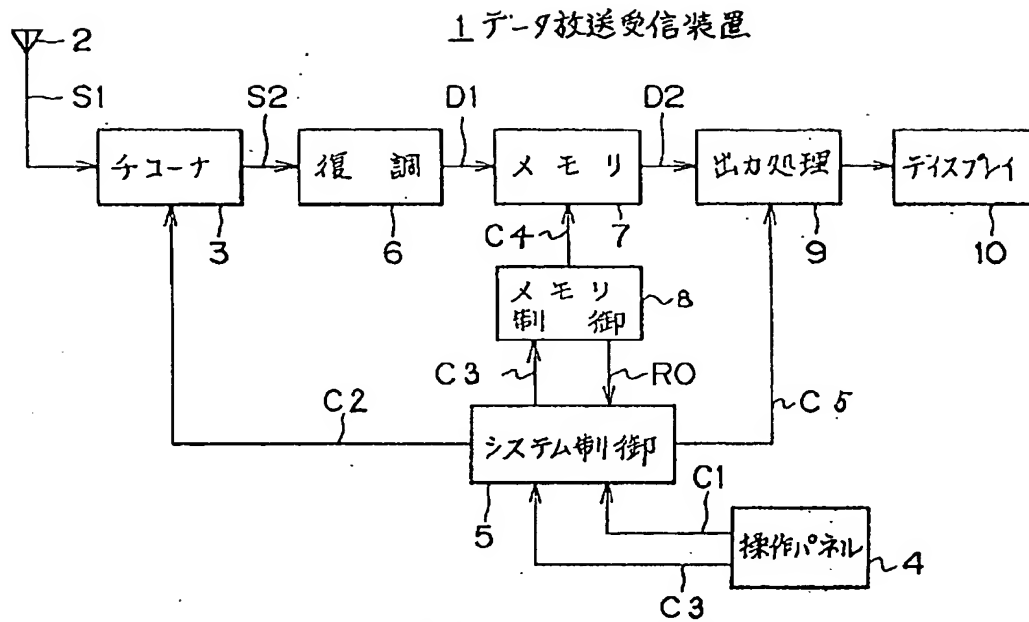 1 データ放送受信装置
2
S1
S2
D1
D2
チューナ
復調
メモリ
出力処理
ディスプレイ
3
6
C4
7
9
10
メモリ
制御
8
C3
RO
C2
C5
システム制御
5
C1
操作パネル
4
C3